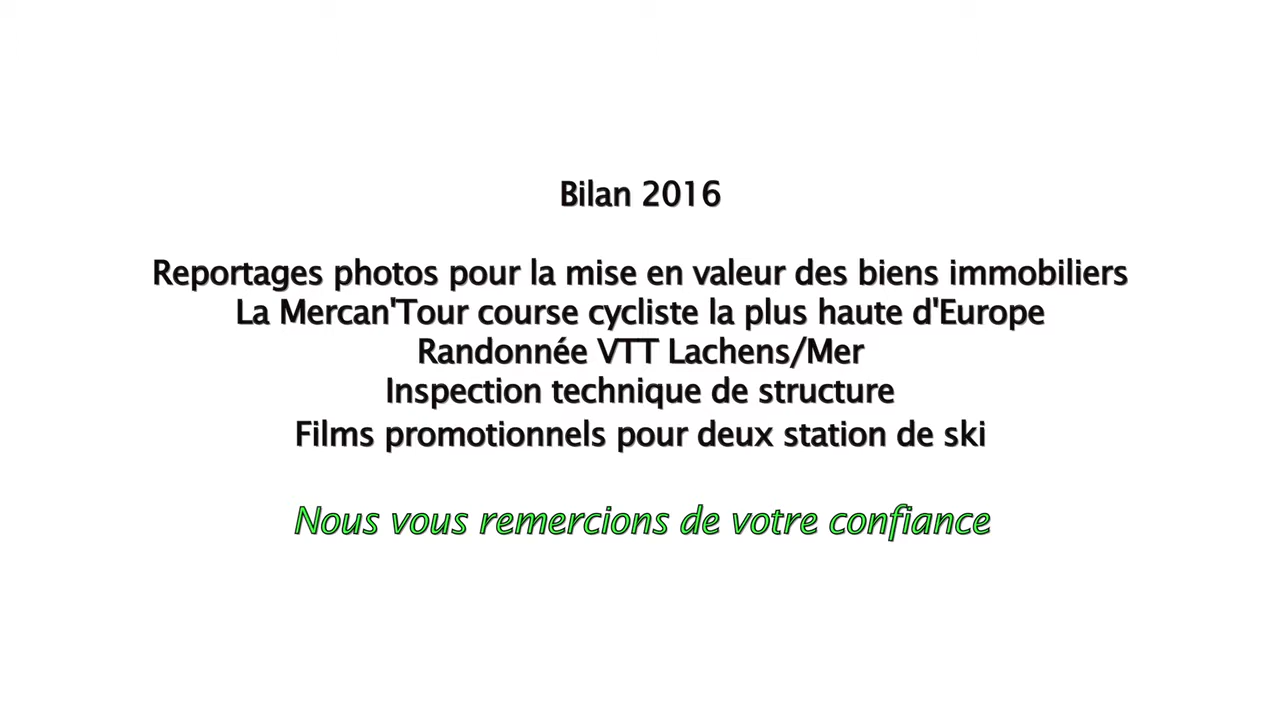 Bilan 2016
Reportages photos pour la mise en valeur des biens immobiliers
La Mercan'Tour course cycliste la plus haute d'Europe
Randonnée VTT Lachens/Mer
Inspection technique de structure
Films promotionnels pour deux station de ski
Nous vous remercions de votre confiance